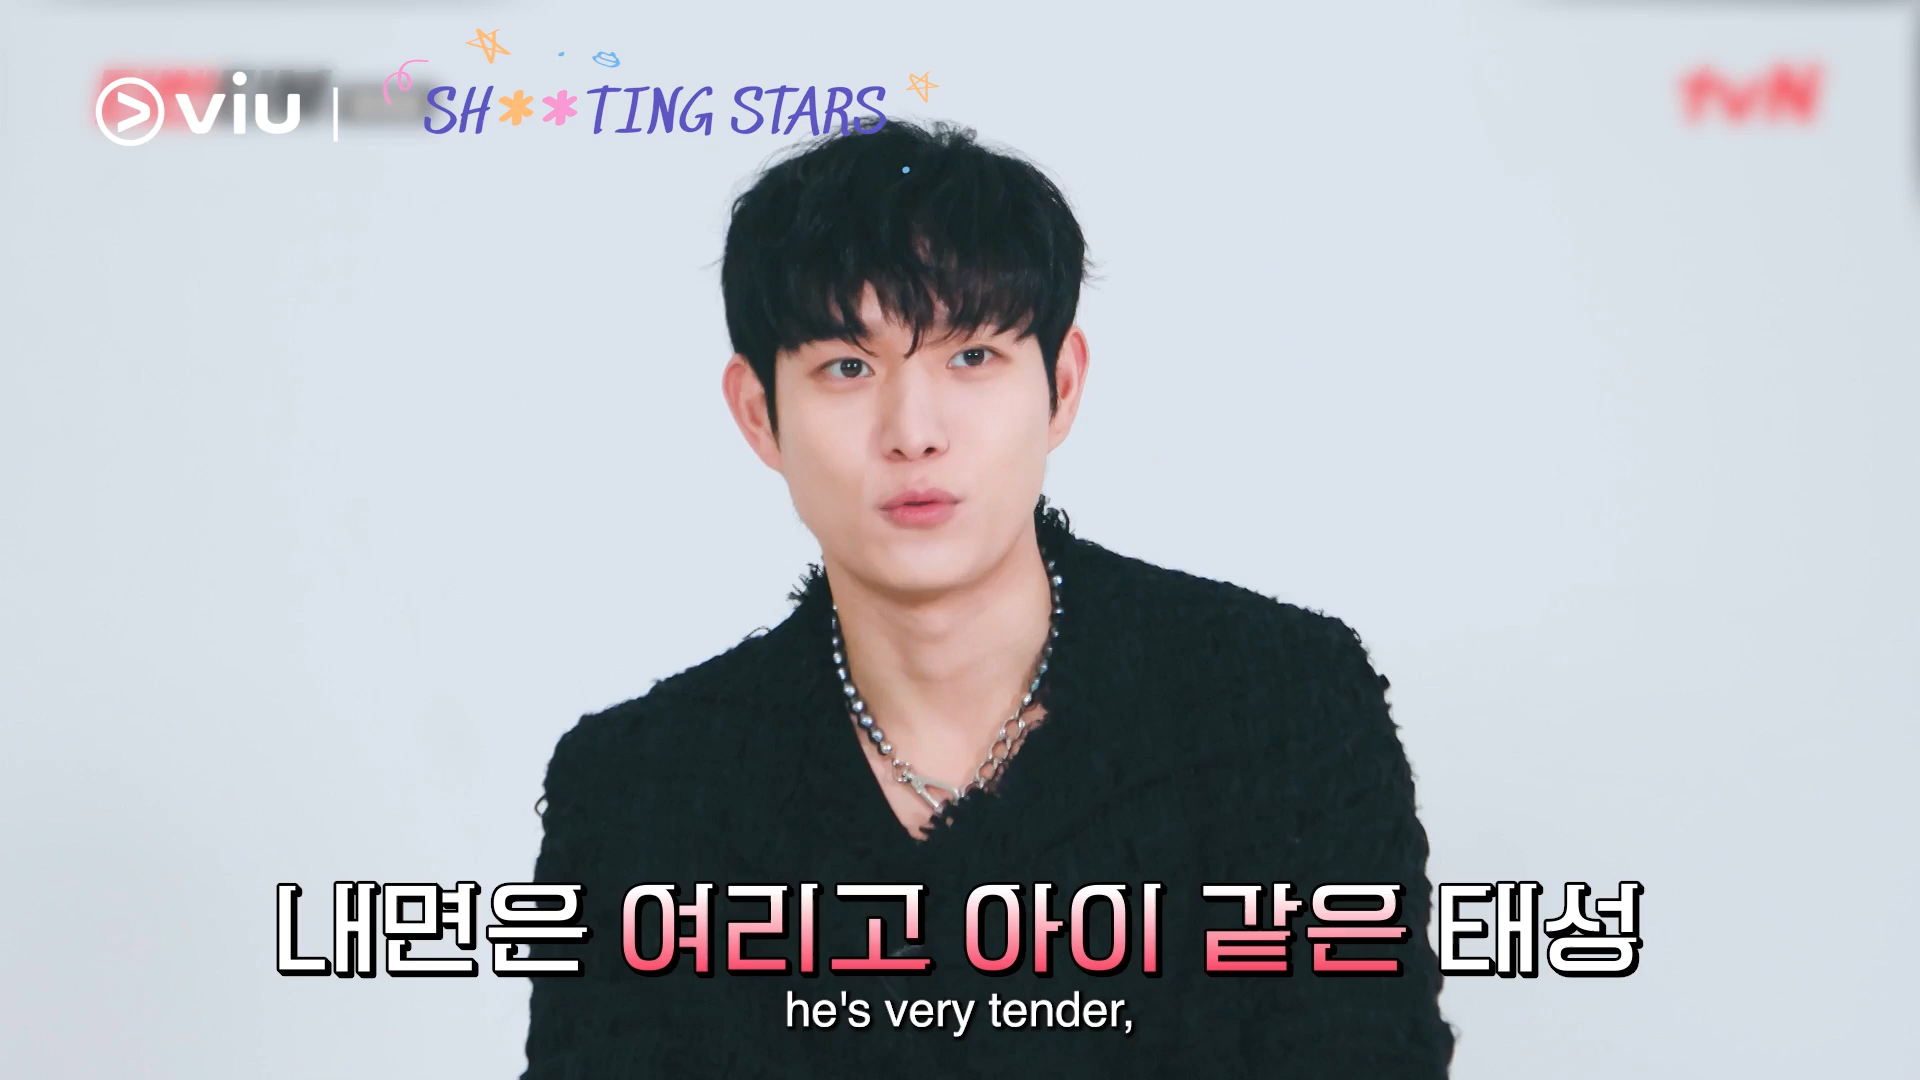 viu | SH**TING STARS
tvN
내면은 여리고 아이 같은 태성
he's very tender,